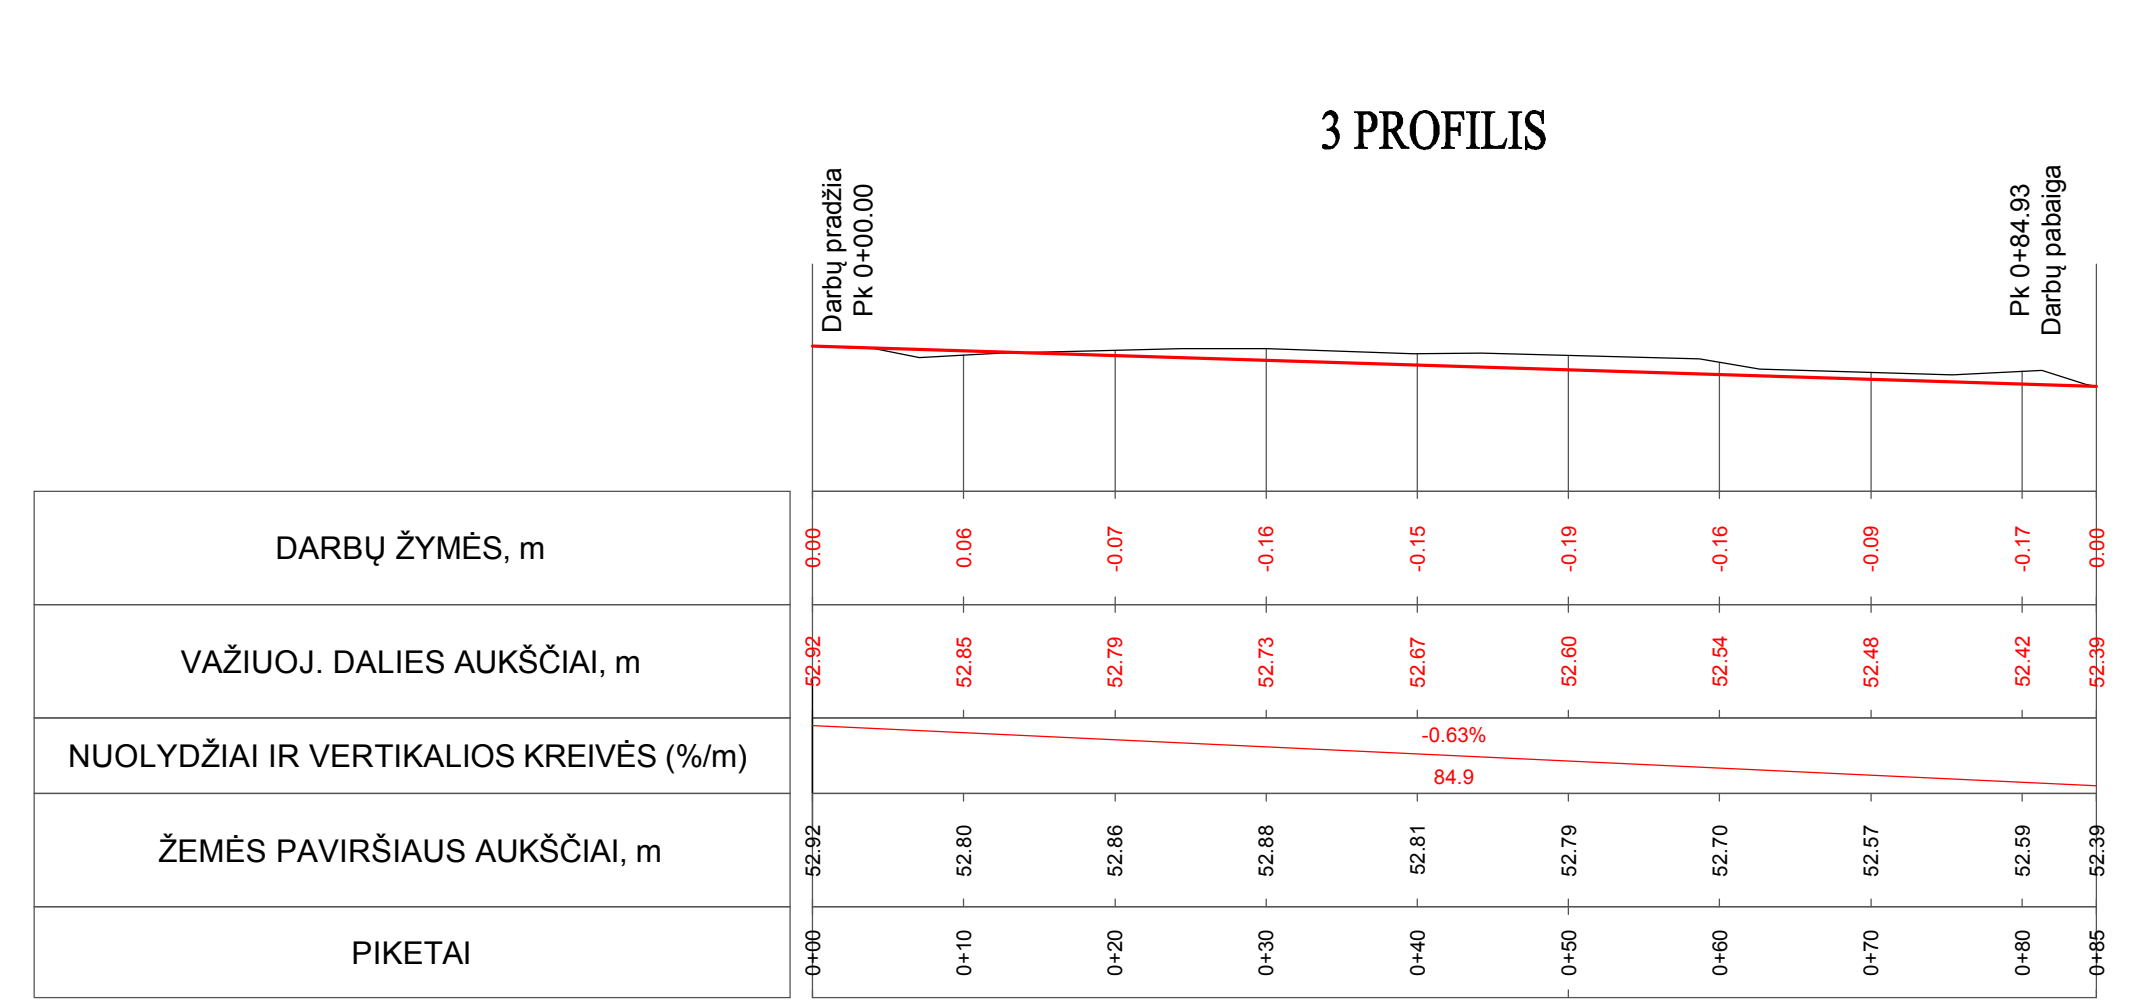 3 PROFILIS
Darbų pradžia
Pk 0+00.00
Pk 0+84.93
Darbų pabaiga
DARBŲ ŽYMĖS, m
0.00 0.06 -0.07 -0.16 -0.15 -0.19 -0.16 -0.09 -0.17 0.00
VAŽIUOJ. DALIES AUKŠČIAI, m
52.92 52.85 52.79 52.73 52.67 52.60 52.54 52.48 52.42 52.39
NUOLYDŽIAI IR VERTIKALIOS KREIVĖS (%/m)
-0.63%
84.9
ŽEMĖS PAVIRŠIAUS AUKŠČIAI, m
52.92 52.80 52.86 52.88 52.81 52.79 52.70 52.57 52.59 52.39
PIKETAI
0+00 0+10 0+20 0+30 0+40 0+50 0+60 0+70 0+80 0+85